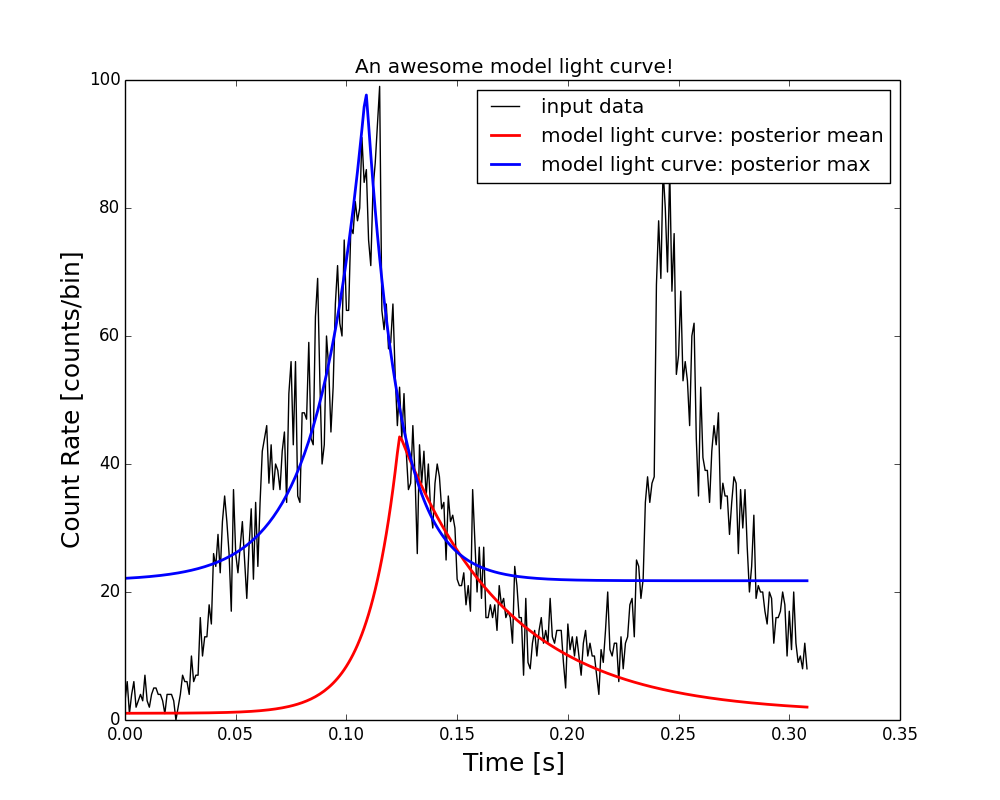 An awesome model light curve!
input data
model light curve: posterior mean
model light curve: posterior max
Count Rate [counts/bin]
100
80
60
40
20
0
0.00 0.05 0.10 0.15 0.20 0.25 0.30 0.35
Time [s]